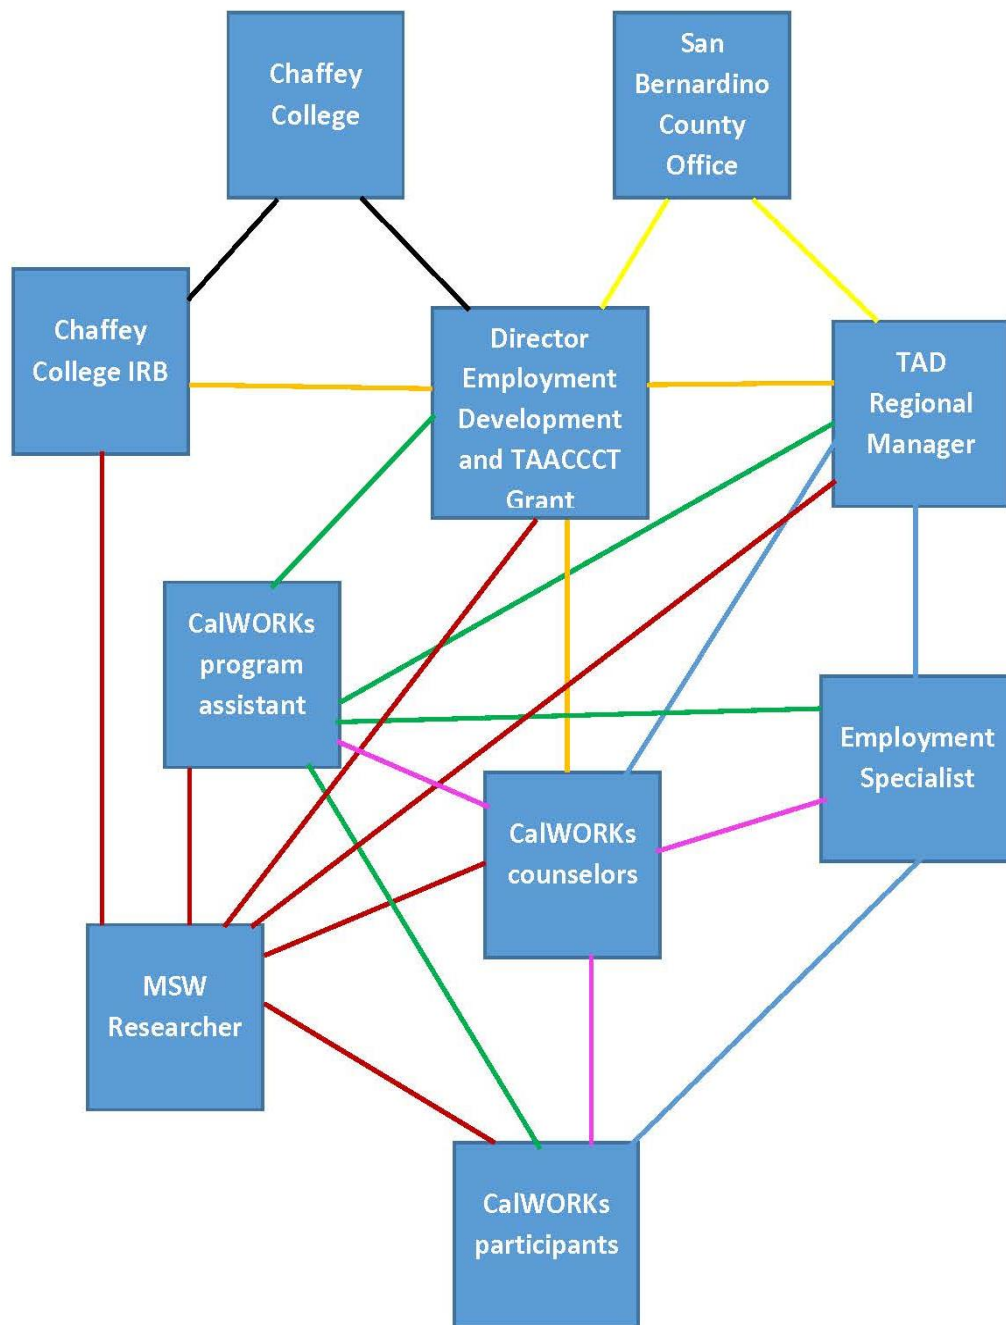 Chaffey
College
San
Bernardino
County
Office
Chaffey
College IRB
Director
Employment
Development
and TAACCCT
Grant
TAD
Regional
Manager
CalWORKs
program
assistant
Employment
Specialist
CalWORKs
counselors
MSW
Researcher
CalWORKs
participants